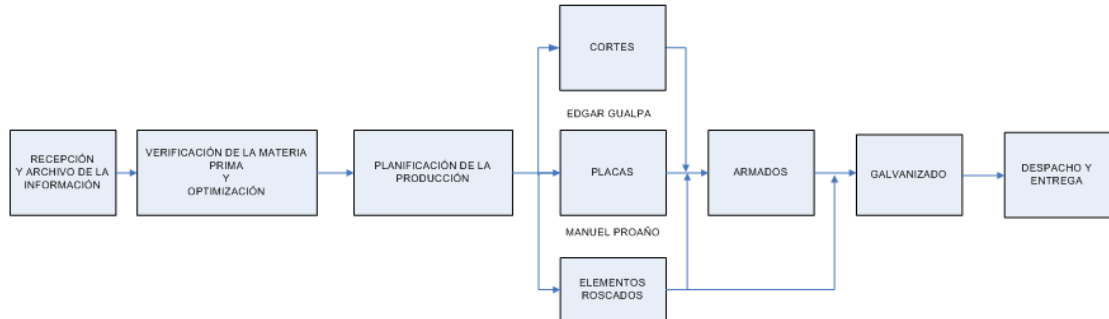 RECEPCIÓN
Y ARCHIVO DE LA
INFORMACIÓN
VERIFICACIÓN DE LA MATERIA
PRIMA
Y
OPTIMIZACIÓN
PLANIFICACIÓN DE LA
PRODUCCIÓN
CORTES
EDGAR GUALPA
PLACAS
MANUEL PROAÑO
ELEMENTOS
ROSCADOS
ARMADOS
GALVANIZADO
DESPACHO Y
ENTREGA